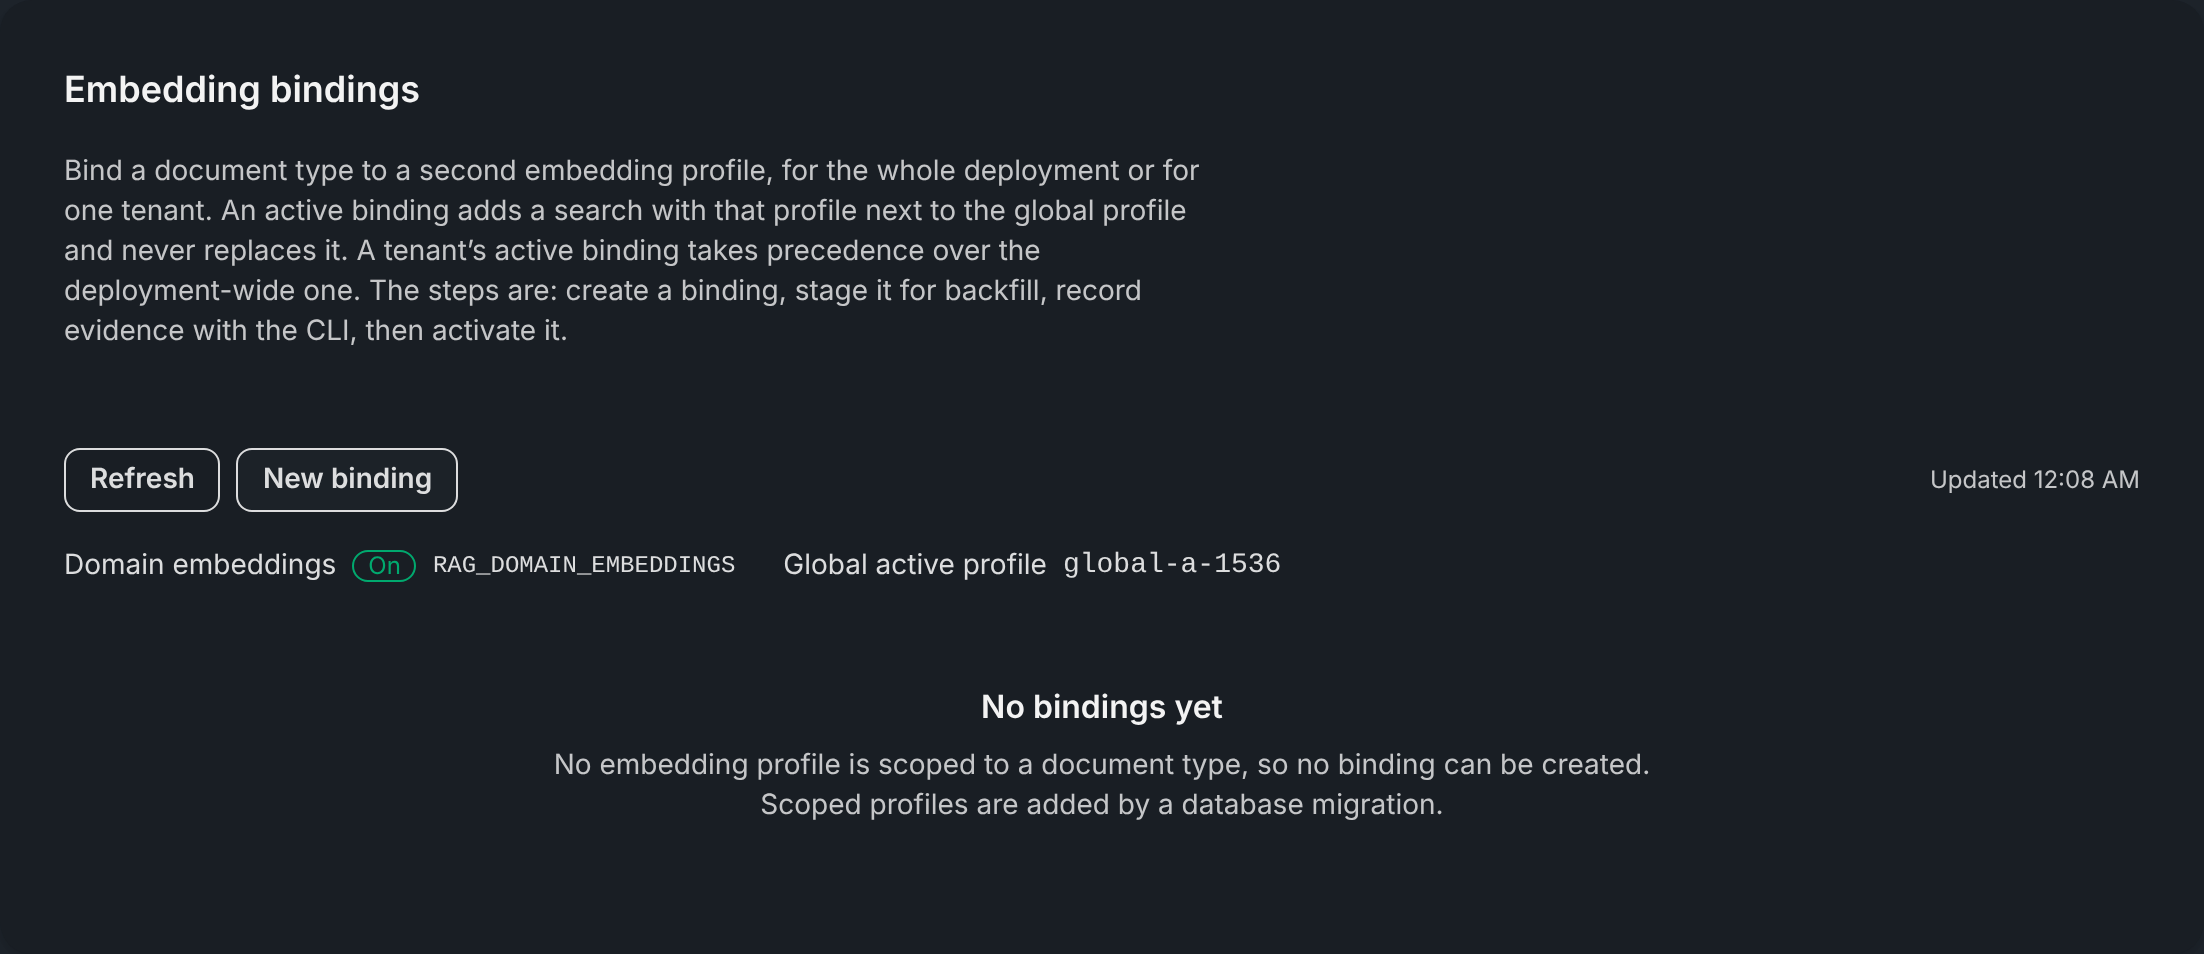 Embedding bindings
Bind a document type to a second embedding profile, for the whole deployment or for
one tenant. An active binding adds a search with that profile next to the global profile
and never replaces it. A tenant’s active binding takes precedence over the
deployment-wide one. The steps are: create a binding, stage it for backfill, record
evidence with the CLI, then activate it.
Refresh New binding Updated 12:08 AM
Domain embeddings On RAG_DOMAIN_EMBEDDINGS Global active profile global-a-1536
No bindings yet
No embedding profile is scoped to a document type, so no binding can be created.
Scoped profiles are added by a database migration.